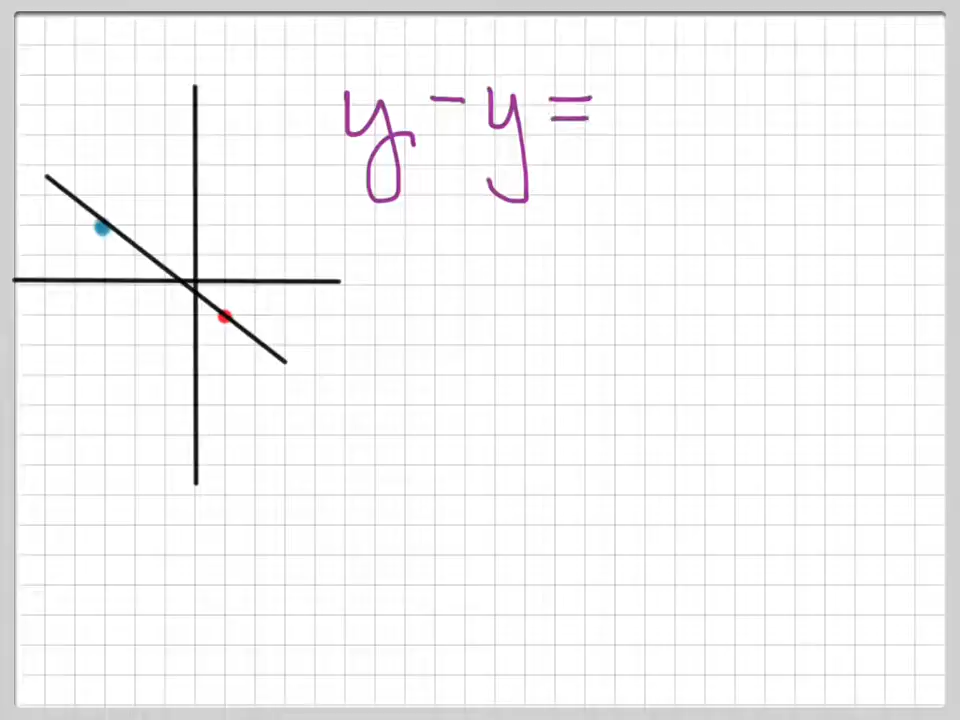 y - y =